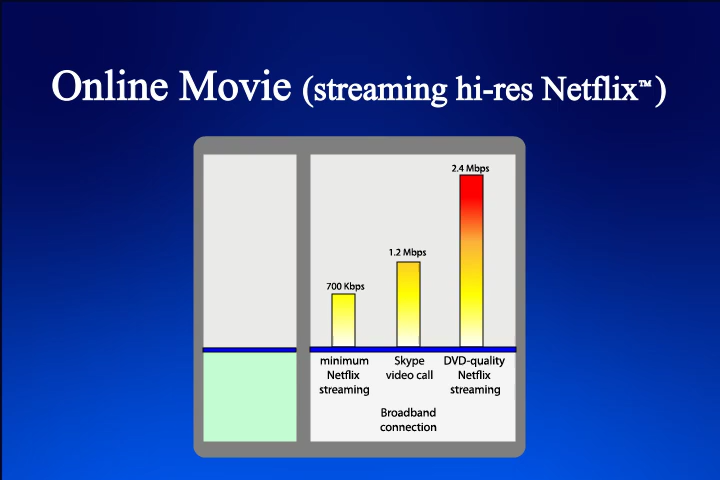 Online Movie (streaming hi-res Netflix™)
2.4 Mbps
1.2 Mbps
700 Kbps
minimum
Netflix
streaming
Skype
video call
DVD-quality
Netflix
streaming
Broadband
connection